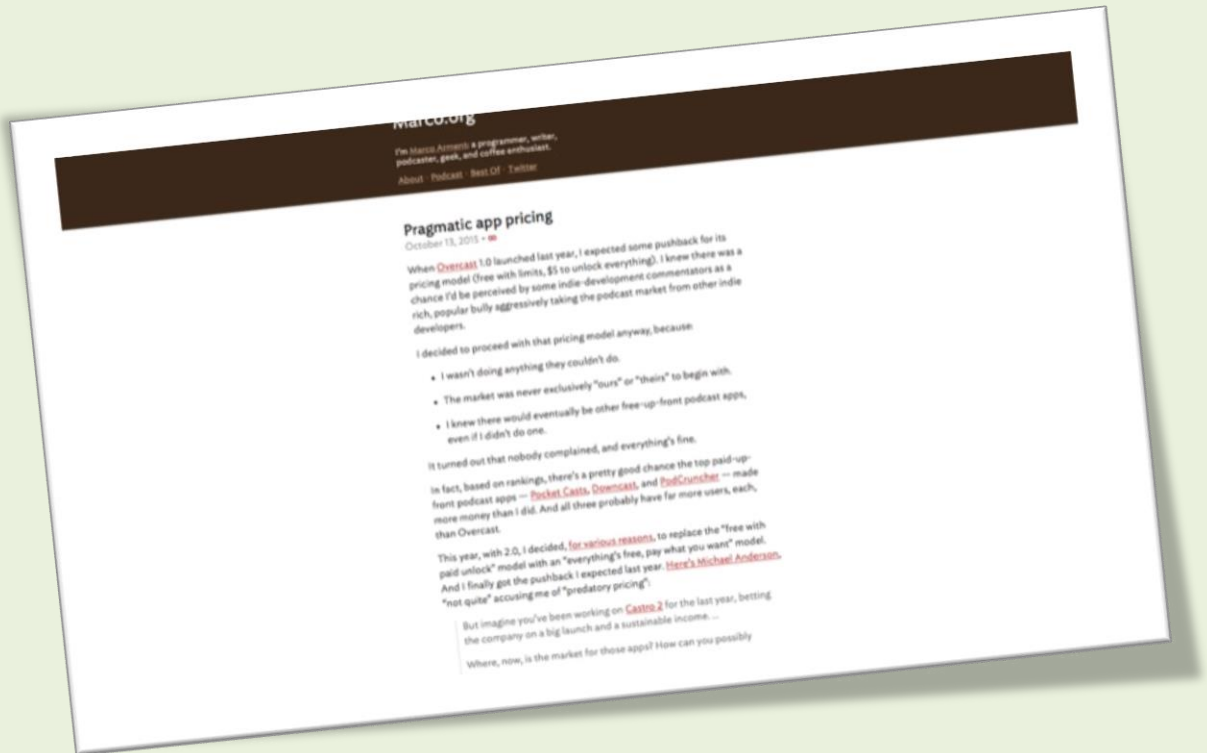 Marco.org
I'm Marco Arment: a programmer, writer,
podcaster, geek, and coffee enthusiast.
About · Podcast · Best Of · Twitter
Pragmatic app pricing
October 13, 2015 • ∞
When Overcast 1.0 launched last year, I expected some pushback for its
pricing model (free with limits, $5 to unlock everything). I knew there was a
chance I'd be perceived by some indie-development commentators as a
rich, popular bully aggressively taking the podcast market from other indie
developers.
I decided to proceed with that pricing model anyway, because:
• I wasn't doing anything they couldn't do.
• The market was never exclusively "ours" or "theirs" to begin with.
• I knew there would eventually be other free-up-front podcast apps,
even if I didn't do one.
It turned out that nobody complained, and everything's fine.
In fact, based on rankings, there's a pretty good chance the top paid-up-
front podcast apps — Pocket Casts, Downcast, and PodCruncher — made
more money than I did. And all three probably have far more users, each,
than Overcast.
This year, with 2.0, I decided, for various reasons, to replace the "free with
paid unlock" model with an "everything's free, pay what you want" model.
And I finally got the pushback I expected last year. Here's Michael Anderson,
"not quite" accusing me of "predatory pricing":
But imagine you've been working on Castro 2 for the last year, betting
the company on a big launch and a sustainable income. …
Where, now, is the market for those apps? How can you possibly